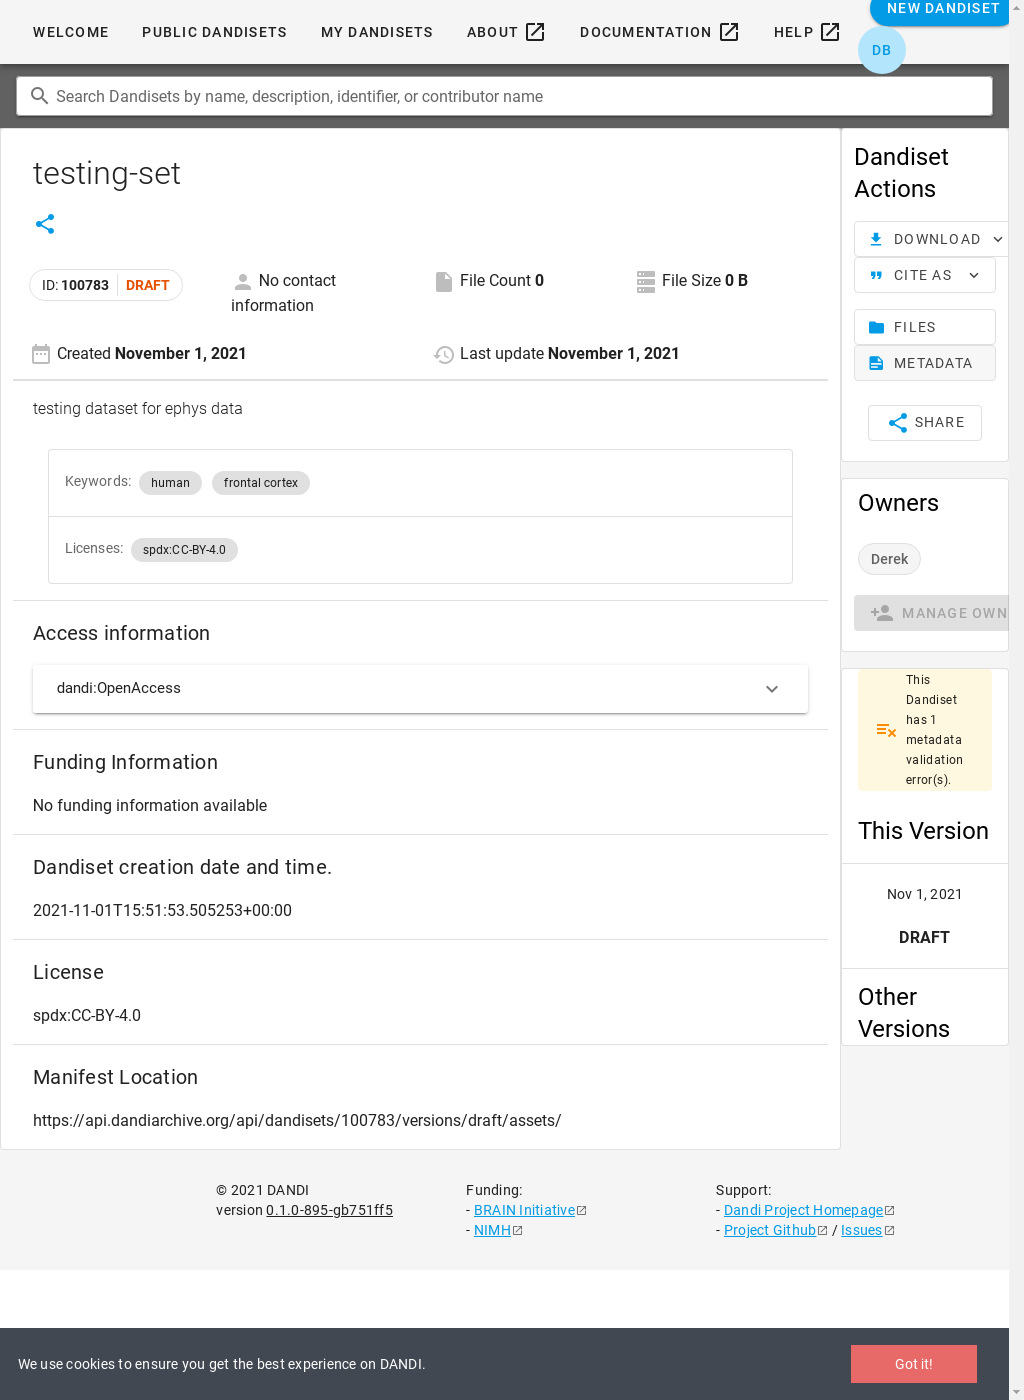 WELCOME PUBLIC DANDISETS MY DANDISETS ABOUT DOCUMENTATION HELP NEW DANDISET
DB
Search Dandisets by name, description, identifier, or contributor name
testing-set
ID: 100783 DRAFT
No contact
information
File Count 0
File Size 0 B
Created November 1, 2021
Last update November 1, 2021
testing dataset for ephys data
Keywords: human frontal cortex
Licenses: spdx:CC-BY-4.0
Access information
dandi:OpenAccess
Funding Information
No funding information available
Dandiset creation date and time.
2021-11-01T15:51:53.505253+00:00
License
spdx:CC-BY-4.0
Manifest Location
https://api.dandiarchive.org/api/dandisets/100783/versions/draft/assets/
Dandiset
Actions
DOWNLOAD
CITE AS
FILES
METADATA
SHARE
Owners
Derek
MANAGE OWN
This
Dandiset
has 1
metadata
validation
error(s).
This Version
Nov 1, 2021
DRAFT
Other
Versions
© 2021 DANDI
version 0.1.0-895-gb751ff5
Funding:
- BRAIN Initiative
- NIMH
Support:
- Dandi Project Homepage
- Project Github / Issues
We use cookies to ensure you get the best experience on DANDI.
Got it!